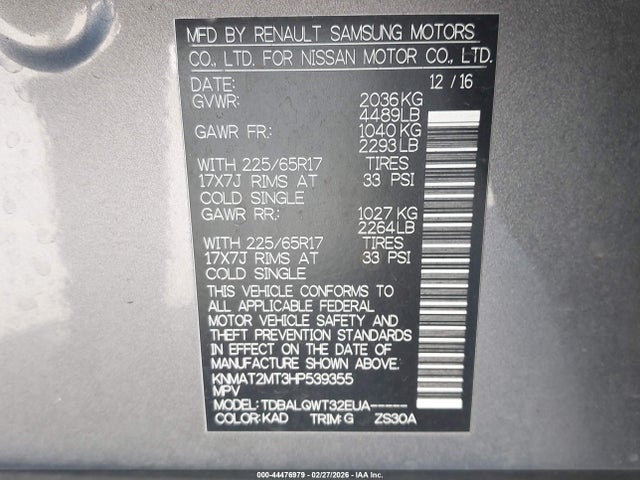 MFD BY RENAULT SAMSUNG MOTORS
CO., LTD. FOR NISSAN MOTOR CO., LTD.
DATE: 12 / 16
GVWR: 2036 KG
4489 LB
GAWR FR: 1040 KG
2293 LB
WITH 225/65R17 TIRES
17X7J RIMS AT 33 PSI
COLD SINGLE
GAWR RR: 1027 KG
2264 LB
WITH 225/65R17 TIRES
17X7J RIMS AT 33 PSI
COLD SINGLE
THIS VEHICLE CONFORMS TO
ALL APPLICABLE FEDERAL
MOTOR VEHICLE SAFETY AND
THEFT PREVENTION STANDARDS
IN EFFECT ON THE DATE OF
MANUFACTURE SHOWN ABOVE.
KNMAT2MT3HP539355
MPV
MODEL: TDBALQWT32EUA-----
COLOR: KAD TRIM: G ZS30A
000-44476979 - 02/27/2026 - IAA Inc.